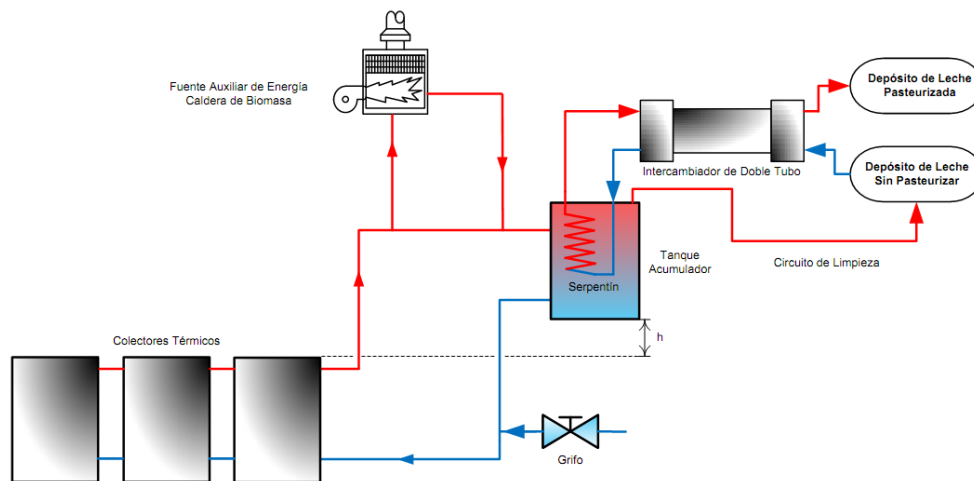 Fuente Auxiliar de Energía
Caldera de Biomasa
Depósito de Leche
Pasteurizada
Intercambiador de Doble Tubo
Depósito de Leche
Sin Pasteurizar
Tanque
Acumulador
Circuito de Limpieza
Serpentín
Colectores Térmicos
h
Grifo